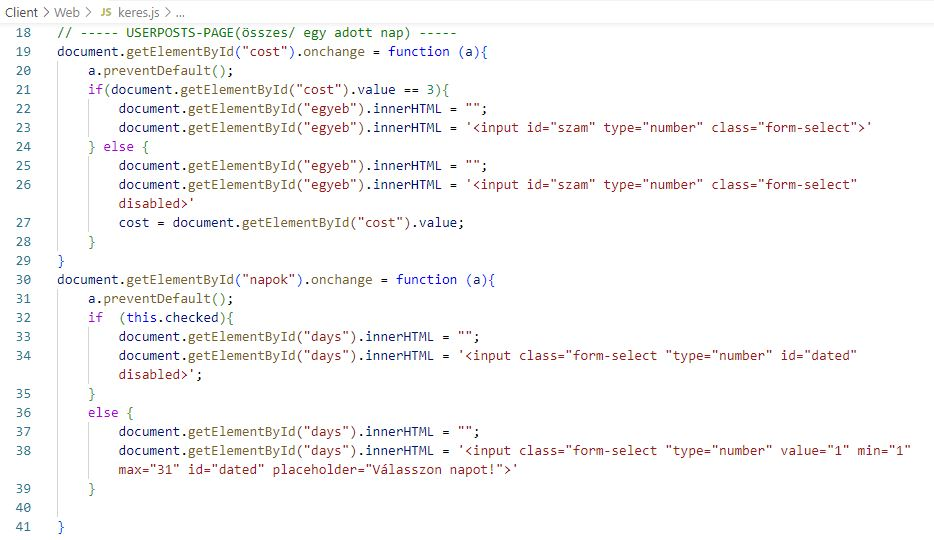 Client > Web > JS keres.js > ...
18 // ----- USERPOSTS-PAGE(összes/ egy adott nap) -----
19 document.getElementById("cost").onchange = function (a){
20     a.preventDefault();
21     if(document.getElementById("cost").value == 3){
22         document.getElementById("egyeb").innerHTML = "";
23         document.getElementById("egyeb").innerHTML = '<input id="szam" type="number" class="form-select">'
24     } else {
25         document.getElementById("egyeb").innerHTML = "";
26         document.getElementById("egyeb").innerHTML = '<input id="szam" type="number" class="form-select"
disabled>'
27         cost = document.getElementById("cost").value;
28     }
29 }
30 document.getElementById("napok").onchange = function (a){
31     a.preventDefault();
32     if  (this.checked){
33         document.getElementById("days").innerHTML = "";
34         document.getElementById("days").innerHTML = '<input class="form-select "type="number" id="dated"
disabled>';
35     }
36     else {
37         document.getElementById("days").innerHTML = "";
38         document.getElementById("days").innerHTML = '<input class="form-select "type="number" value="1" min="1"
max="31" id="dated" placeholder="Válasszon napot!">'
39     }
40
41 }